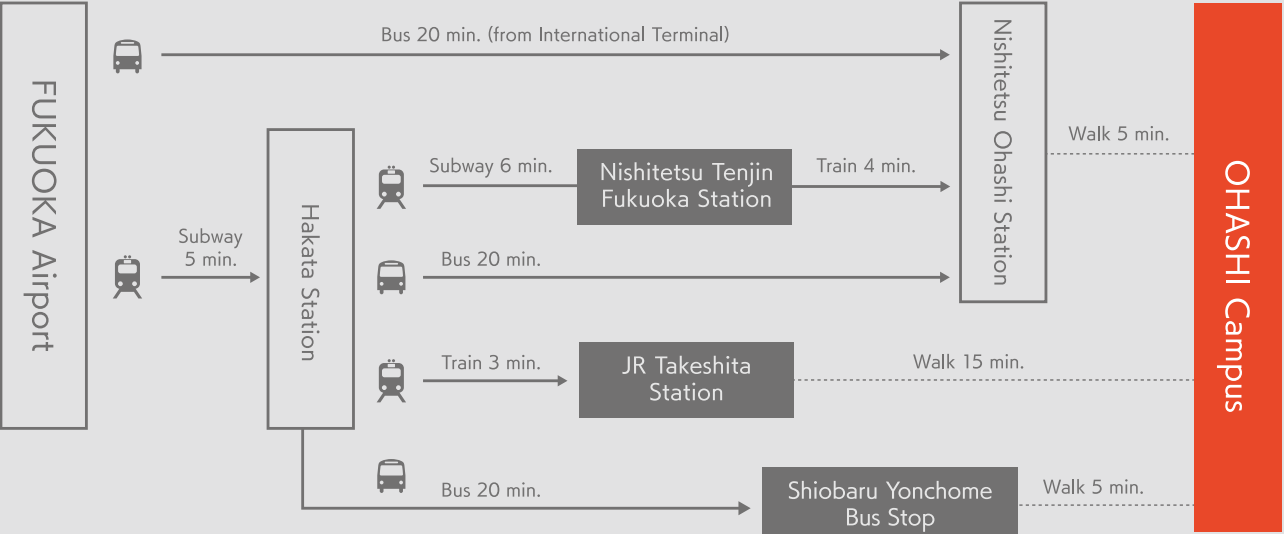 FUKUOKA Airport
Bus 20 min. (from International Terminal)
Subway
5 min.
Hakata Station
Subway 6 min.
Nishitetsu Tenjin
Fukuoka Station
Train 4 min.
Bus 20 min.
Nishitetsu Ohashi Station
Walk 5 min.
Train 3 min.
JR Takeshita
Station
Walk 15 min.
Bus 20 min.
Shiobaru Yonchome
Bus Stop
Walk 5 min.
OHASHI Campus